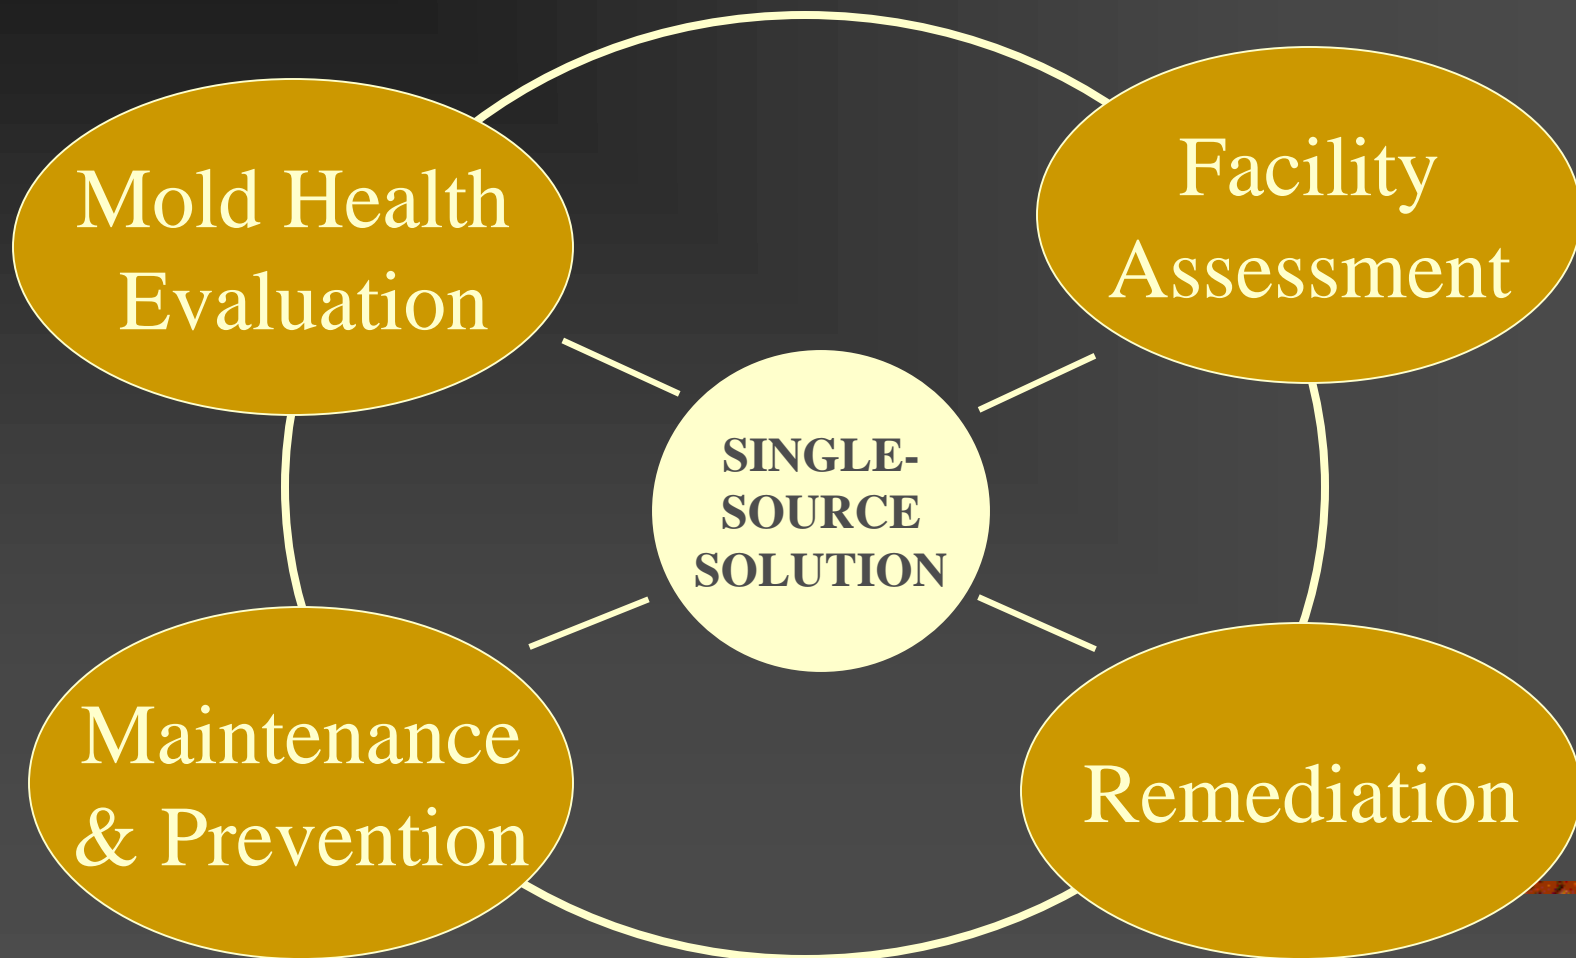 Mold Health
Evaluation
Facility
Assessment
SINGLE-
SOURCE
SOLUTION
Maintenance
& Prevention
Remediation